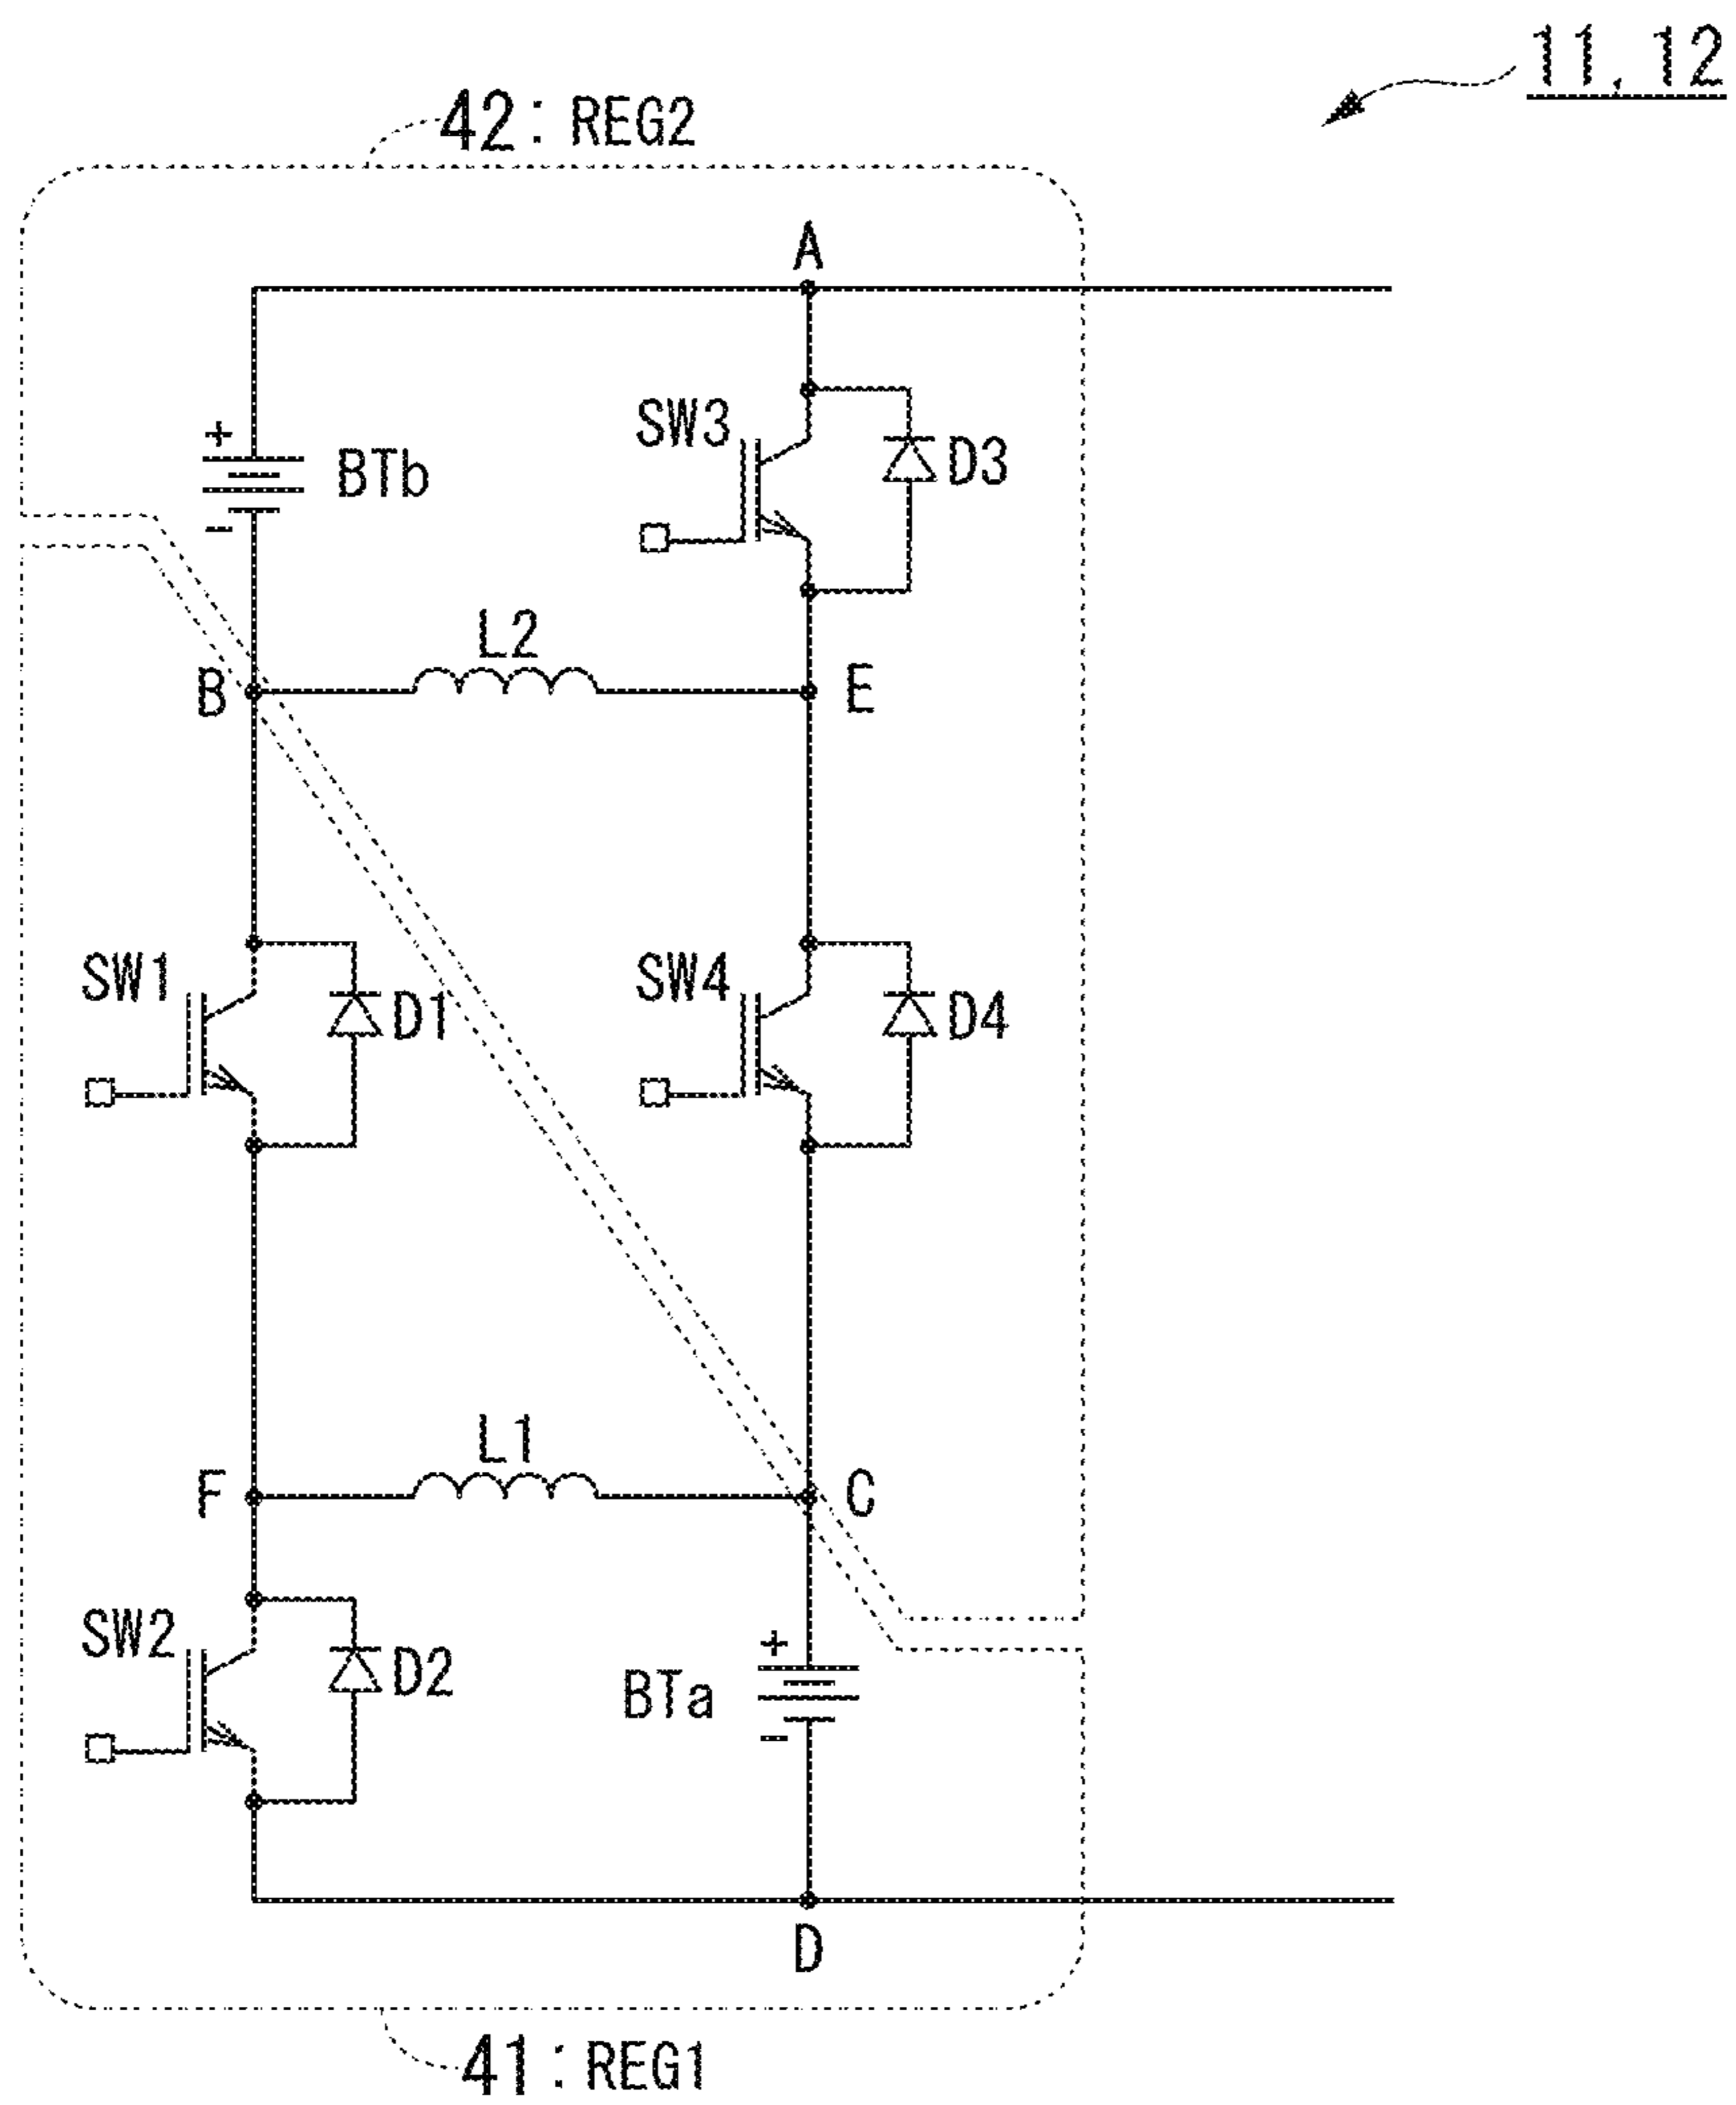 11, 12
42: REG2
A
+
BTb
-
SW3
D3
L2
B
E
SW1
D1
SW4
D4
L1
F
C
SW2
D2
+
BTa
-
D
41: REG1